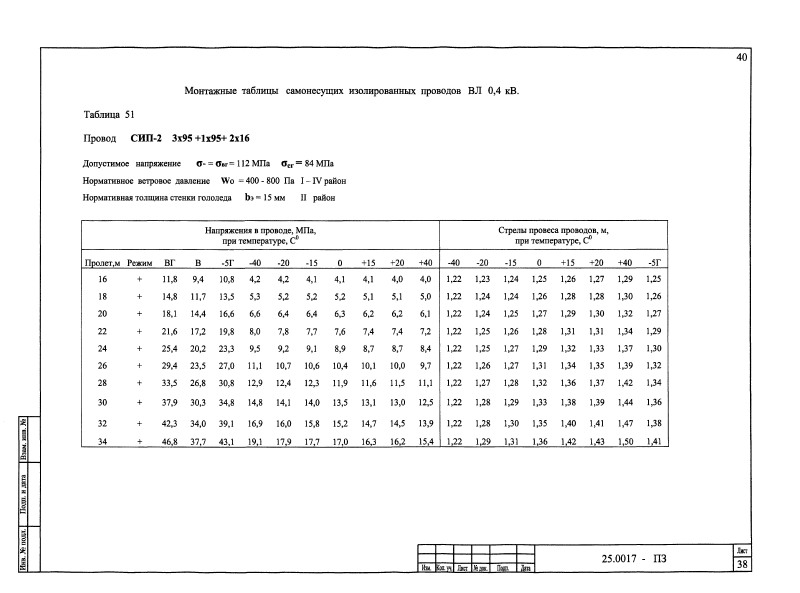 40
Монтажные таблицы самонесущих изолированных проводов ВЛ 0,4 кВ.
Таблица 51
Провод СИП-2 3х95 +1х95+ 2х16
Допустимое напряжение σ- = σвг = 112 МПа σсг = 84 МПа
Нормативное ветровое давление Wo = 400 - 800 Па I – IV район
Нормативная толщина стенки гололеда bэ = 15 мм II район
Напряжения в проводе, МПа, при температуре, С⁰
Стрелы провеса проводов, м, при температуре, С⁰
Пролет,м Режим ВГ В -5Г -40 -20 -15 0 +15 +20 +40 -40 -20 -15 0 +15 +20 +40 -5Г
16 + 11,8 9,4 10,8 4,2 4,2 4,1 4,1 4,1 4,0 4,0 1,22 1,23 1,24 1,25 1,26 1,27 1,29 1,25
18 + 14,8 11,7 13,5 5,3 5,2 5,2 5,2 5,1 5,1 5,0 1,22 1,24 1,24 1,26 1,28 1,28 1,30 1,26
20 + 18,1 14,4 16,6 6,6 6,4 6,4 6,3 6,2 6,2 6,1 1,22 1,24 1,25 1,27 1,29 1,30 1,32 1,27
22 + 21,6 17,2 19,8 8,0 7,8 7,7 7,6 7,4 7,4 7,2 1,22 1,25 1,26 1,28 1,31 1,31 1,34 1,29
24 + 25,4 20,2 23,3 9,5 9,2 9,1 8,9 8,7 8,7 8,4 1,22 1,25 1,27 1,29 1,32 1,33 1,37 1,30
26 + 29,4 23,5 27,0 11,1 10,7 10,6 10,4 10,1 10,0 9,7 1,22 1,26 1,27 1,31 1,34 1,35 1,39 1,32
28 + 33,5 26,8 30,8 12,9 12,4 12,3 11,9 11,6 11,5 11,1 1,22 1,27 1,28 1,32 1,36 1,37 1,42 1,34
30 + 37,9 30,3 34,8 14,8 14,1 14,0 13,5 13,1 13,0 12,5 1,22 1,28 1,29 1,33 1,38 1,39 1,44 1,36
32 + 42,3 34,0 39,1 16,9 16,0 15,8 15,2 14,7 14,5 13,9 1,22 1,28 1,30 1,35 1,40 1,41 1,47 1,38
34 + 46,8 37,7 43,1 19,1 17,9 17,7 17,0 16,3 16,2 15,4 1,22 1,29 1,31 1,36 1,42 1,43 1,50 1,41
Взам. инв. №
Подп. и дата
Инв. № подл.
Изм. Кол. уч. Лист № док. Подп. Дата
25.0017 - ПЗ
Лист
38